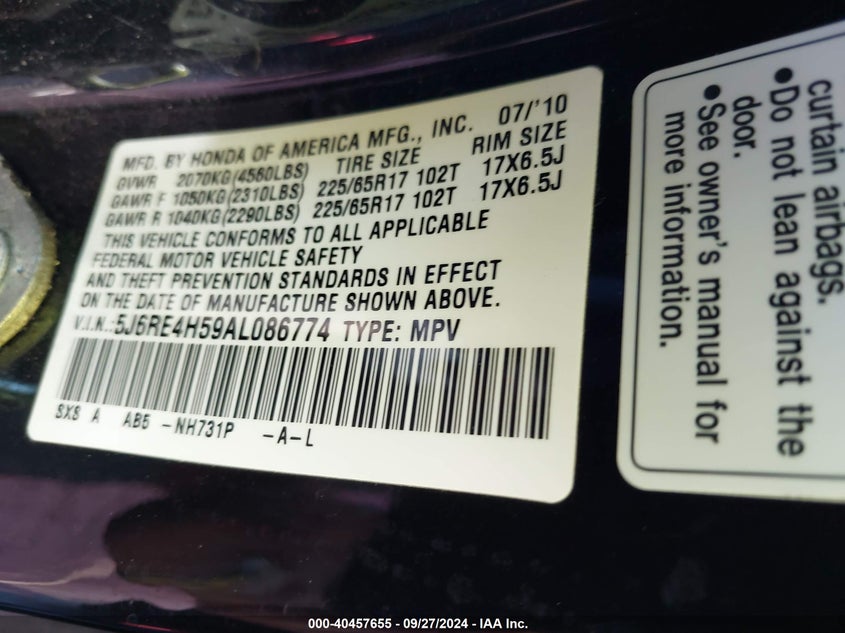 MFD. BY HONDA OF AMERICA MFG., INC. 07/'10
GVWR 2070KG(4560LBS) TIRE SIZE RIM SIZE
GAWR F 1050KG(2310LBS) 225/65R17 102T 17X6.5J
GAWR R 1040KG(2290LBS) 225/65R17 102T 17X6.5J
THIS VEHICLE CONFORMS TO ALL APPLICABLE
FEDERAL MOTOR VEHICLE SAFETY
AND THEFT PREVENTION STANDARDS IN EFFECT
ON THE DATE OF MANUFACTURE SHOWN ABOVE.
V.I.N.:5J6RE4H59AL086774 TYPE: MPV
SXS A AB5 -NH731P -A-L
curtain airbags.
•Do not lean against the
door.
•See owner's manual for
more information.
000-40457655 - 09/27/2024 - IAA Inc.